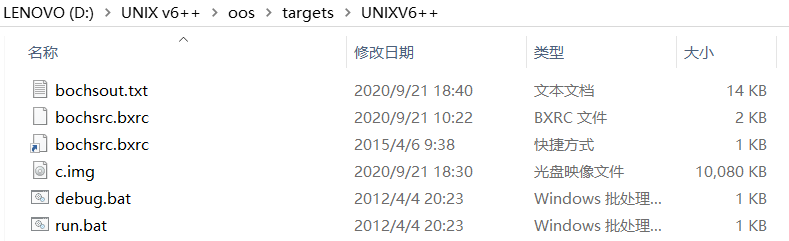 LENOVO (D:) > UNIX v6++ > oos > targets > UNIXV6++
名称 修改日期 类型 大小
bochsout.txt 2020/9/21 18:40 文本文档 14 KB
bochsrc.bxrc 2020/9/21 10:22 BXRC 文件 2 KB
bochsrc.bxrc 2015/4/6 9:38 快捷方式 1 KB
c.img 2020/9/21 18:30 光盘映像文件 10,080 KB
debug.bat 2012/4/4 20:23 Windows 批处理... 1 KB
run.bat 2012/4/4 20:23 Windows 批处理... 1 KB